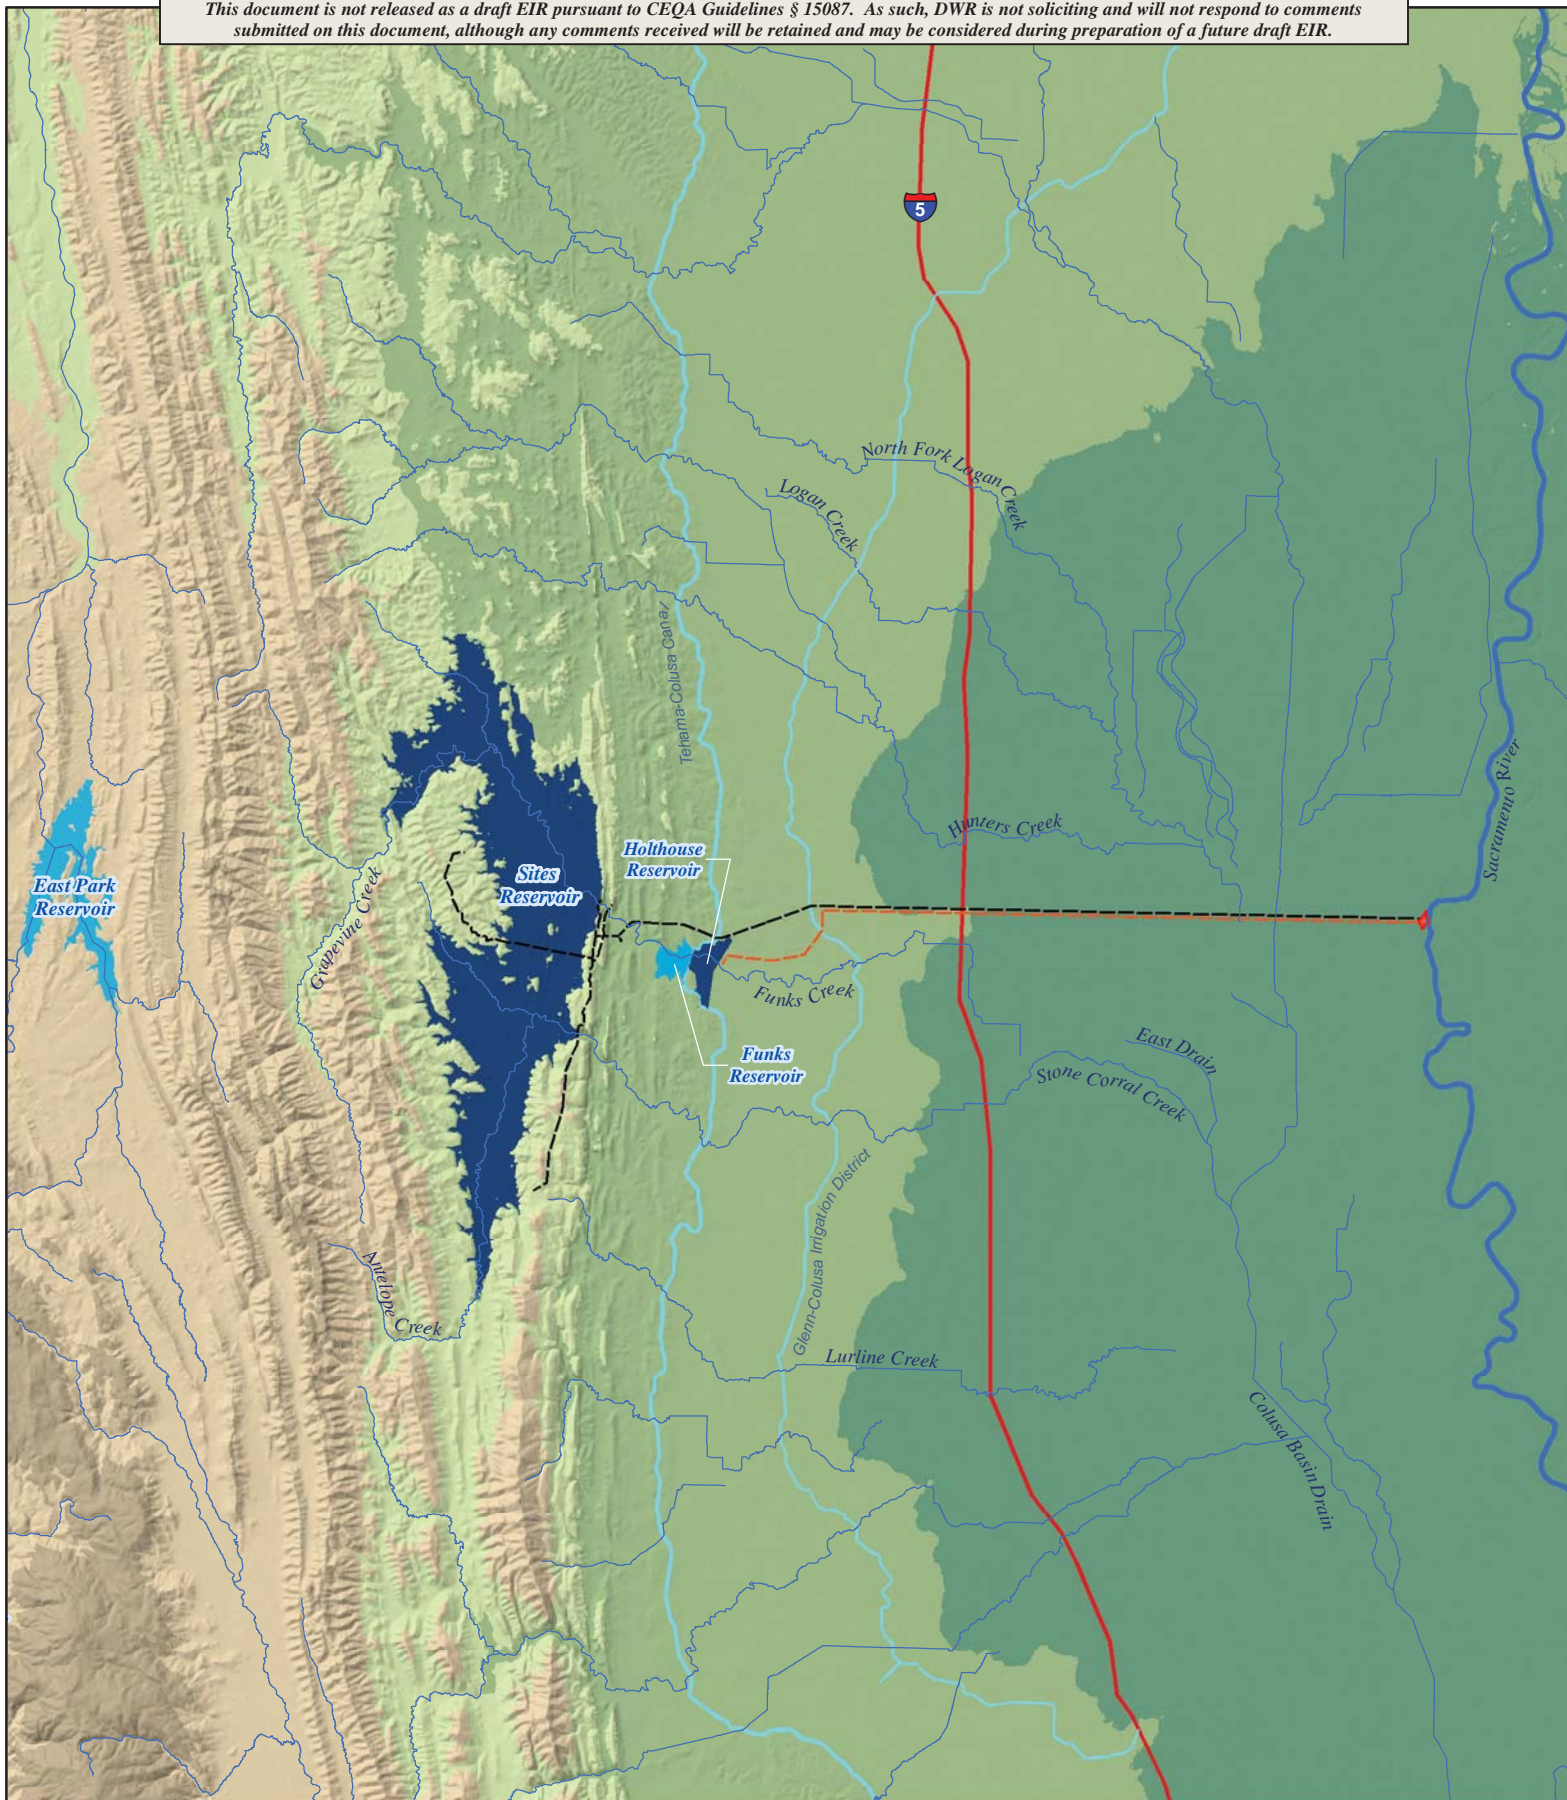 This document is not released as a draft EIR pursuant to CEQA Guidelines § 15087. As such, DWR is not soliciting and will not respond to comments
submitted on this document, although any comments received will be retained and may be considered during preparation of a future draft EIR.
5
North Fork Logan Creek
Logan Creek
Tehama-Colusa Canal
Sacramento River
Hunters Creek
Holthouse
Reservoir
Sites
Reservoir
East Park
Reservoir
Grapevine Creek
Funks Creek
Funks
Reservoir
East Drain
Stone Corral Creek
Glenn-Colusa Irrigation District
Antelope
Creek
Lurline Creek
Colusa Basin Drain